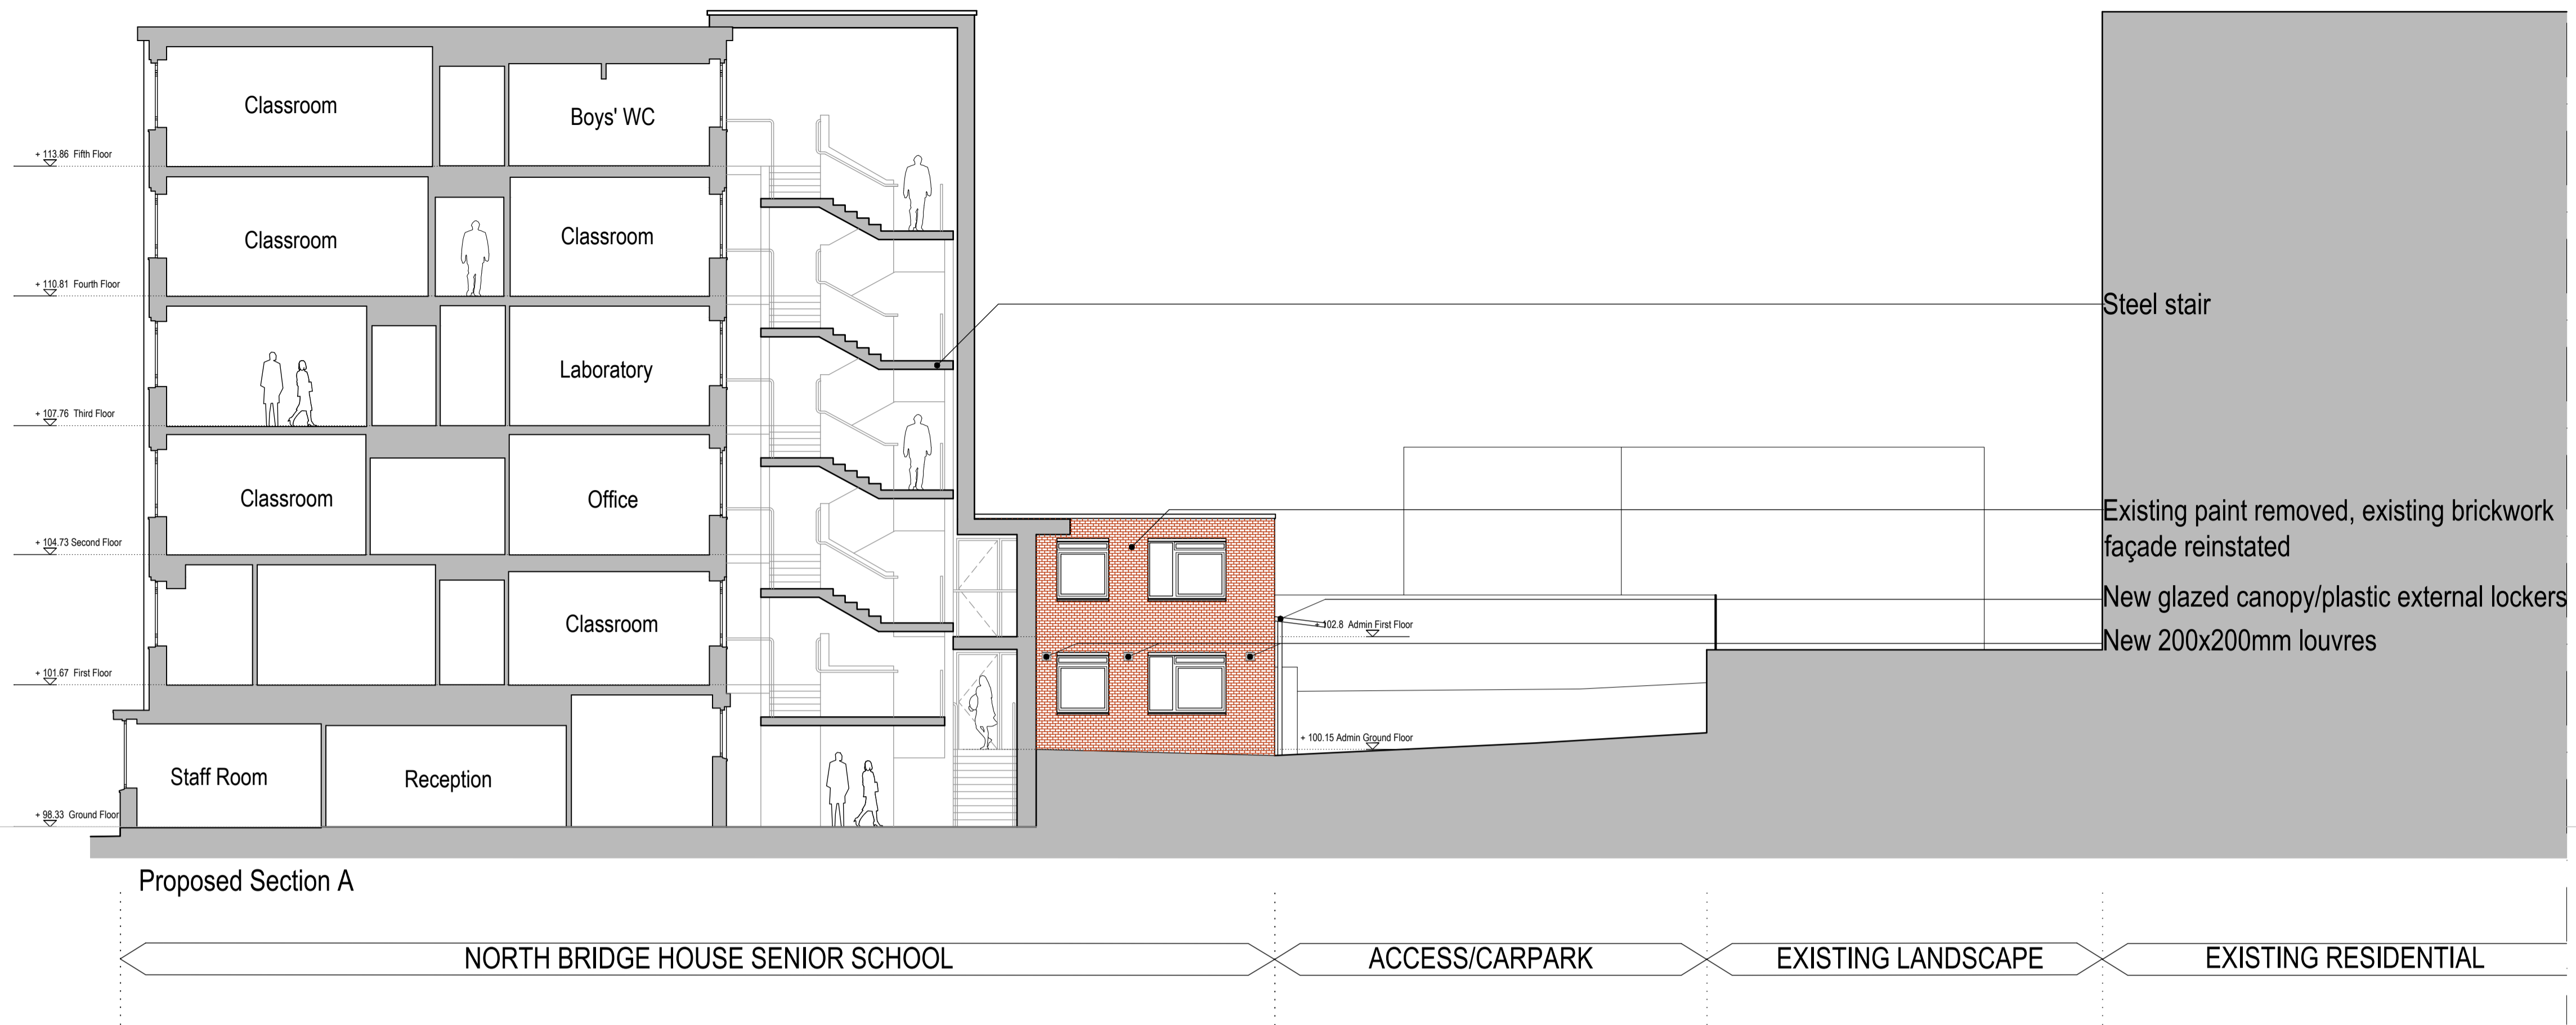 Classroom
Boys' WC
+ 113.86 Fifth Floor
Classroom
Classroom
+ 110.81 Fourth Floor
Steel stair
Laboratory
+ 107.76 Third Floor
Classroom
Office
Existing paint removed, existing brickwork
façade reinstated
+ 104.73 Second Floor
New glazed canopy/plastic external lockers
Classroom
+ 102.8 Admin First Floor
New 200x200mm louvres
+ 101.67 First Floor
+ 100.15 Admin Ground Floor
Staff Room
Reception
+ 98.33 Ground Floor
Proposed Section A
NORTH BRIDGE HOUSE SENIOR SCHOOL
ACCESS/CARPARK
EXISTING LANDSCAPE
EXISTING RESIDENTIAL